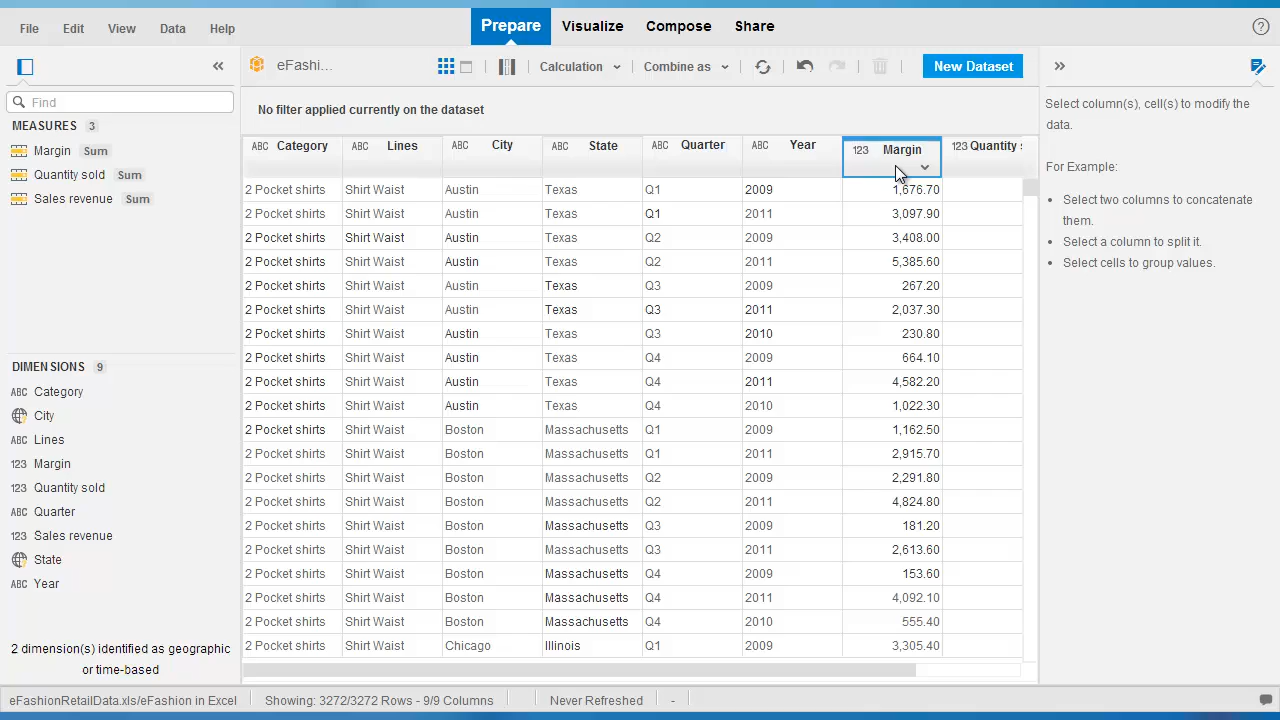 File Edit View Data Help
Prepare Visualize Compose Share
eFashi...
Calculation
Combine as
New Dataset
Find
MEASURES 3
Margin Sum
Quantity sold Sum
Sales revenue Sum
DIMENSIONS 9
ABC Category
City
ABC Lines
123 Margin
123 Quantity sold
ABC Quarter
123 Sales revenue
State
ABC Year
2 dimension(s) identified as geographic
or time-based
No filter applied currently on the dataset
ABC Category ABC Lines ABC City ABC State ABC Quarter ABC Year 123 Margin 123 Quantity s
2 Pocket shirts Shirt Waist Austin Texas Q1 2009 1,676.70
2 Pocket shirts Shirt Waist Austin Texas Q1 2011 3,097.90
2 Pocket shirts Shirt Waist Austin Texas Q2 2009 3,408.00
2 Pocket shirts Shirt Waist Austin Texas Q2 2011 5,385.60
2 Pocket shirts Shirt Waist Austin Texas Q3 2009 267.20
2 Pocket shirts Shirt Waist Austin Texas Q3 2011 2,037.30
2 Pocket shirts Shirt Waist Austin Texas Q3 2010 230.80
2 Pocket shirts Shirt Waist Austin Texas Q4 2009 664.10
2 Pocket shirts Shirt Waist Austin Texas Q4 2011 4,582.20
2 Pocket shirts Shirt Waist Austin Texas Q4 2010 1,022.30
2 Pocket shirts Shirt Waist Boston Massachusetts Q1 2009 1,162.50
2 Pocket shirts Shirt Waist Boston Massachusetts Q1 2011 2,915.70
2 Pocket shirts Shirt Waist Boston Massachusetts Q2 2009 2,291.80
2 Pocket shirts Shirt Waist Boston Massachusetts Q2 2011 4,824.80
2 Pocket shirts Shirt Waist Boston Massachusetts Q3 2009 181.20
2 Pocket shirts Shirt Waist Boston Massachusetts Q3 2011 2,613.60
2 Pocket shirts Shirt Waist Boston Massachusetts Q4 2009 153.60
2 Pocket shirts Shirt Waist Boston Massachusetts Q4 2011 4,092.10
2 Pocket shirts Shirt Waist Boston Massachusetts Q4 2010 555.40
2 Pocket shirts Shirt Waist Chicago Illinois Q1 2009 3,305.40
Select column(s), cell(s) to modify the
data.
For Example:
• Select two columns to concatenate
them.
• Select a column to split it.
• Select cells to group values.
eFashionRetailData.xls/eFashion in Excel Showing: 3272/3272 Rows - 9/9 Columns Never Refreshed -